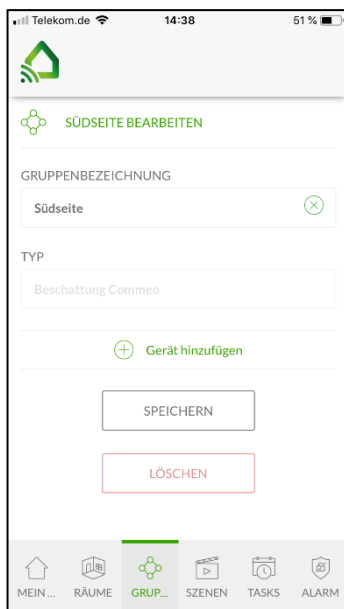 Telekom.de 14:38 51 %
SÜDSEITE BEARBEITEN
GRUPPENBEZEICHNUNG
Südseite
TYP
Beschattung Commeo
Gerät hinzufügen
SPEICHERN
LÖSCHEN
MEIN... RÄUME GRUP... SZENEN TASKS ALARM